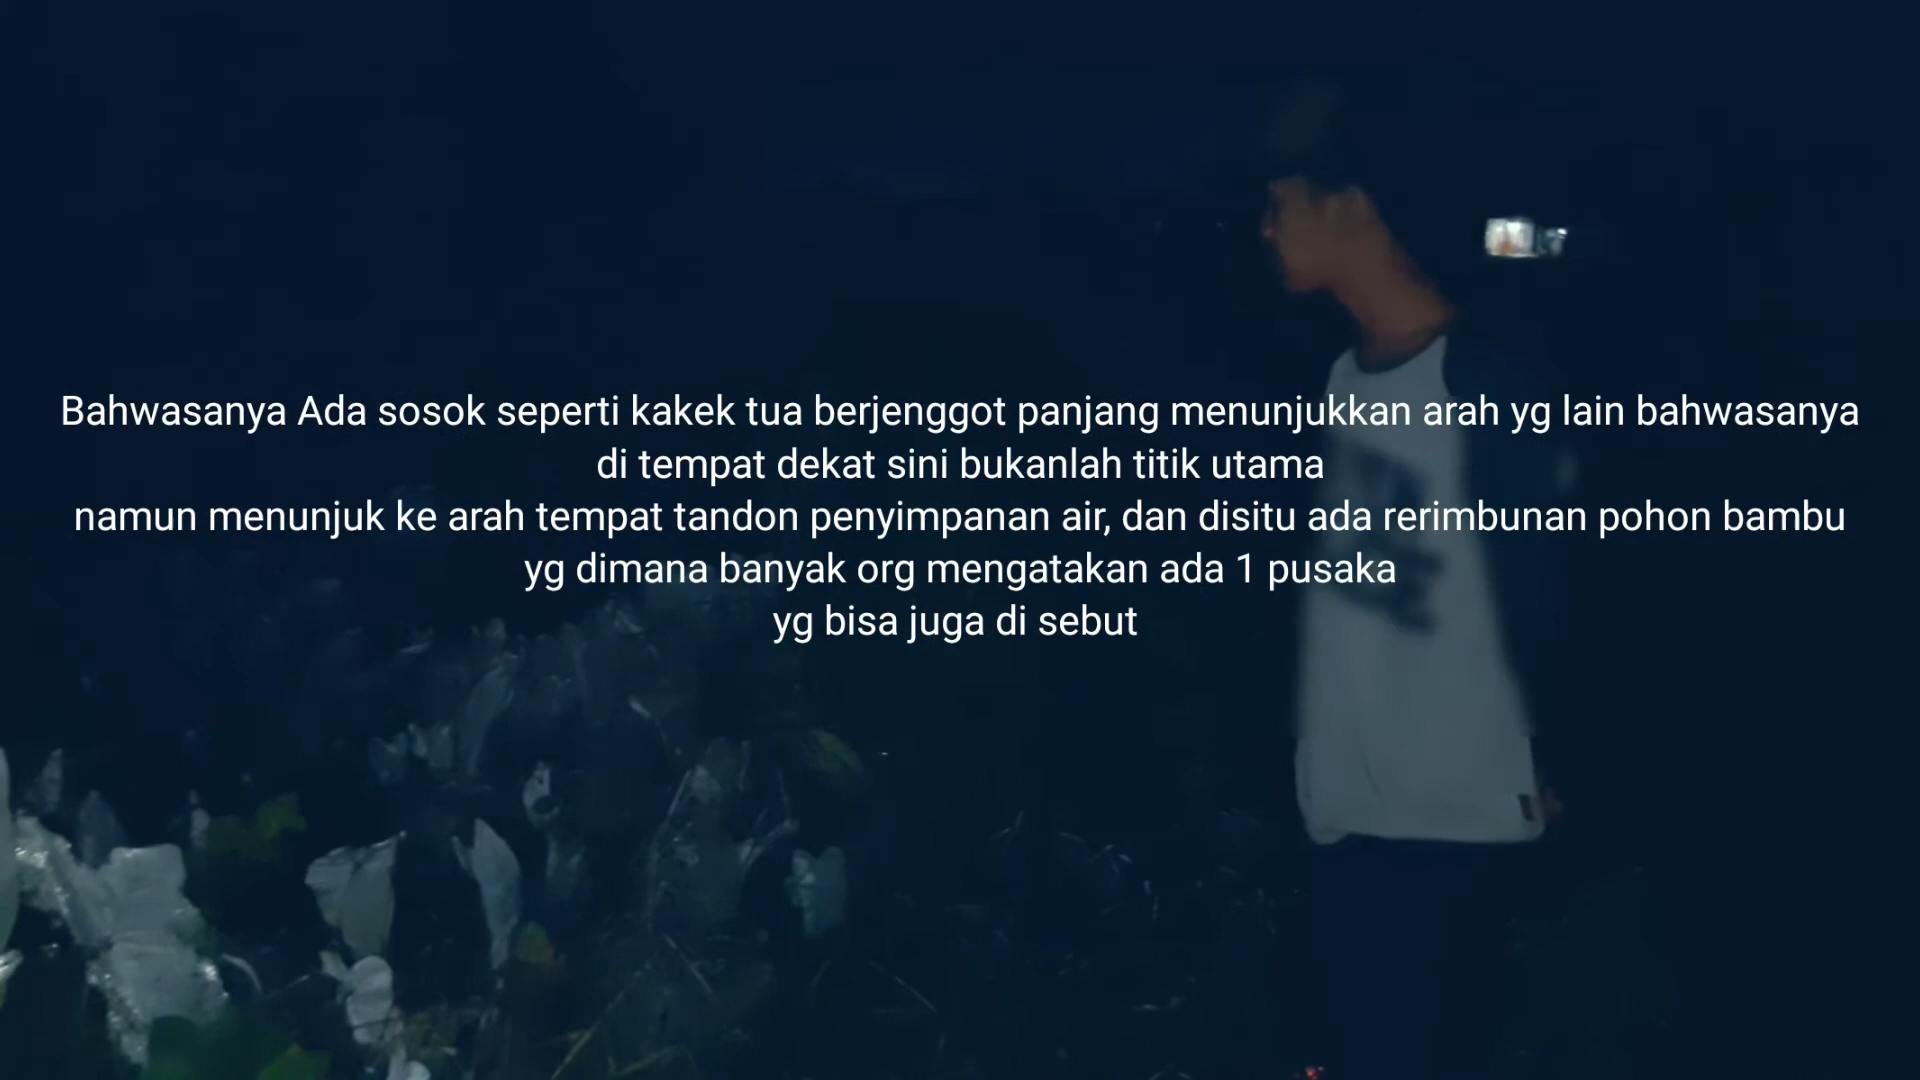 Bahwasanya Ada sosok seperti kakek tua berjenggot panjang menunjukkan arah yg lain bahwasanya
di tempat dekat sini bukanlah titik utama
namun menunjuk ke arah tempat tandon penyimpanan air, dan disitu ada rerimbunan pohon bambu
yg dimana banyak org mengatakan ada 1 pusaka
yg bisa juga di sebut